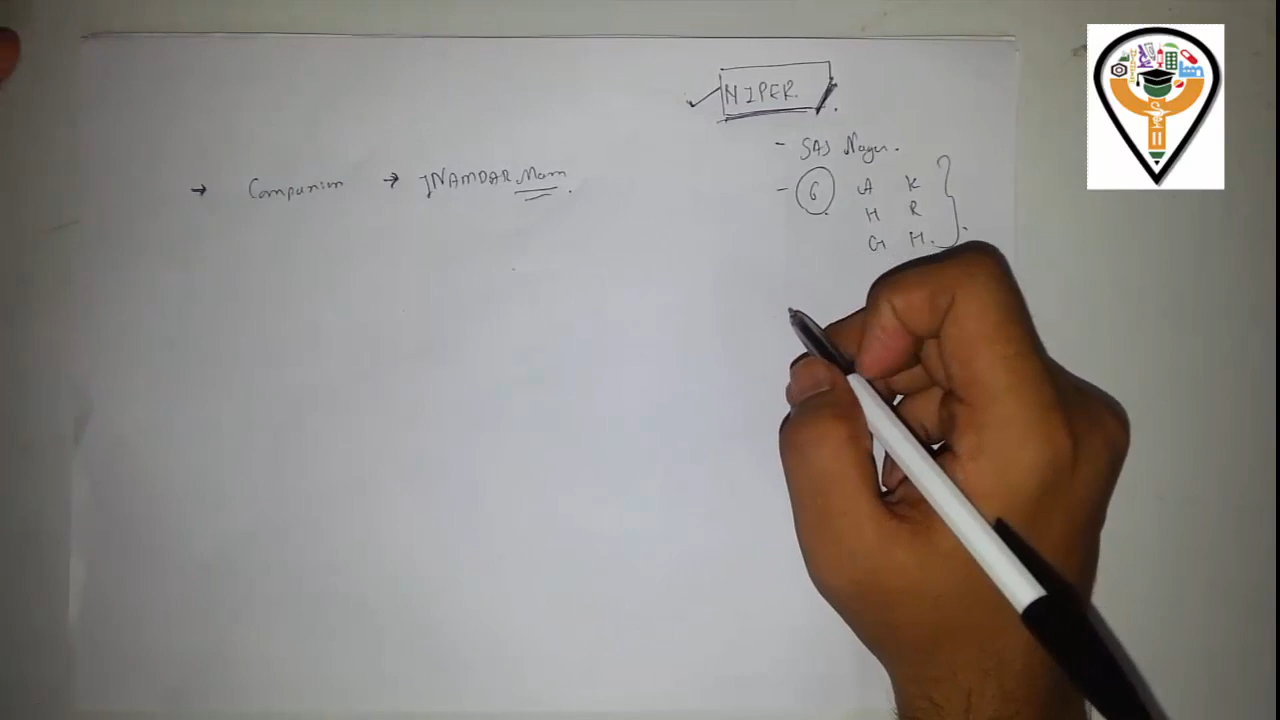 NIPER.
- SAS Nagar.
→ Companion → INAMDAR Mam.
- 6 A K
H R
G H.